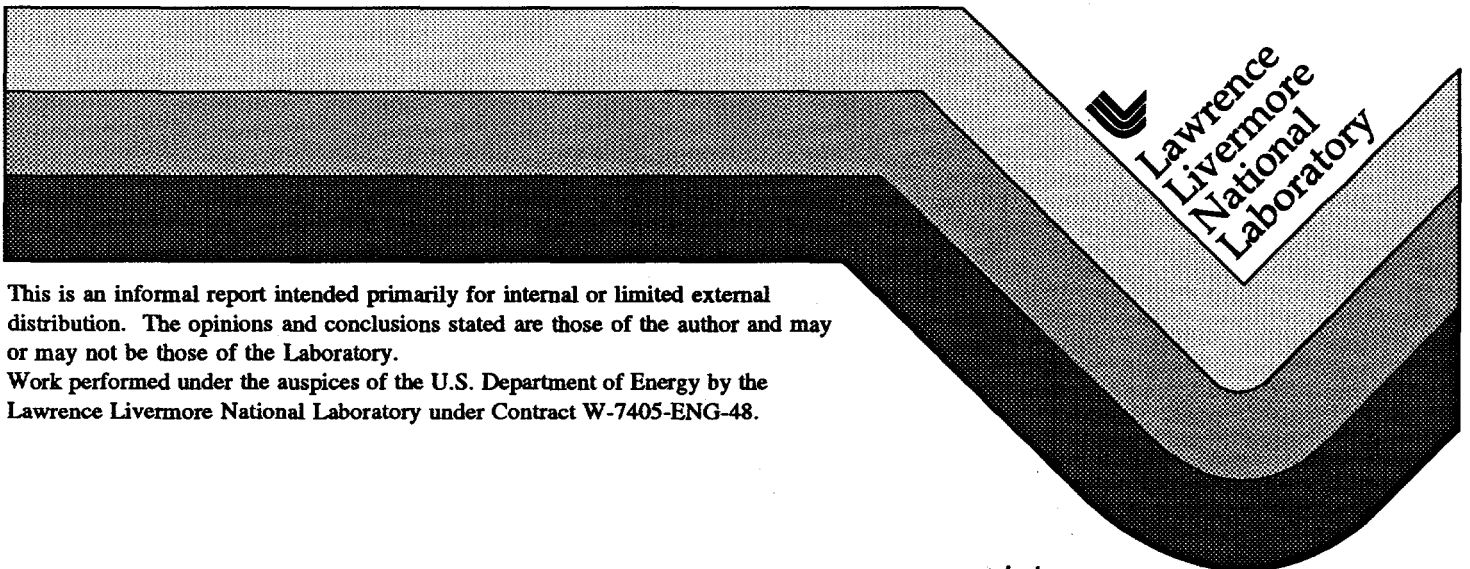 Lawrence
Livermore
National
Laboratory
This is an informal report intended primarily for internal or limited external
distribution. The opinions and conclusions stated are those of the author and may
or may not be those of the Laboratory.
Work performed under the auspices of the U.S. Department of Energy by the
Lawrence Livermore National Laboratory under Contract W-7405-ENG-48.